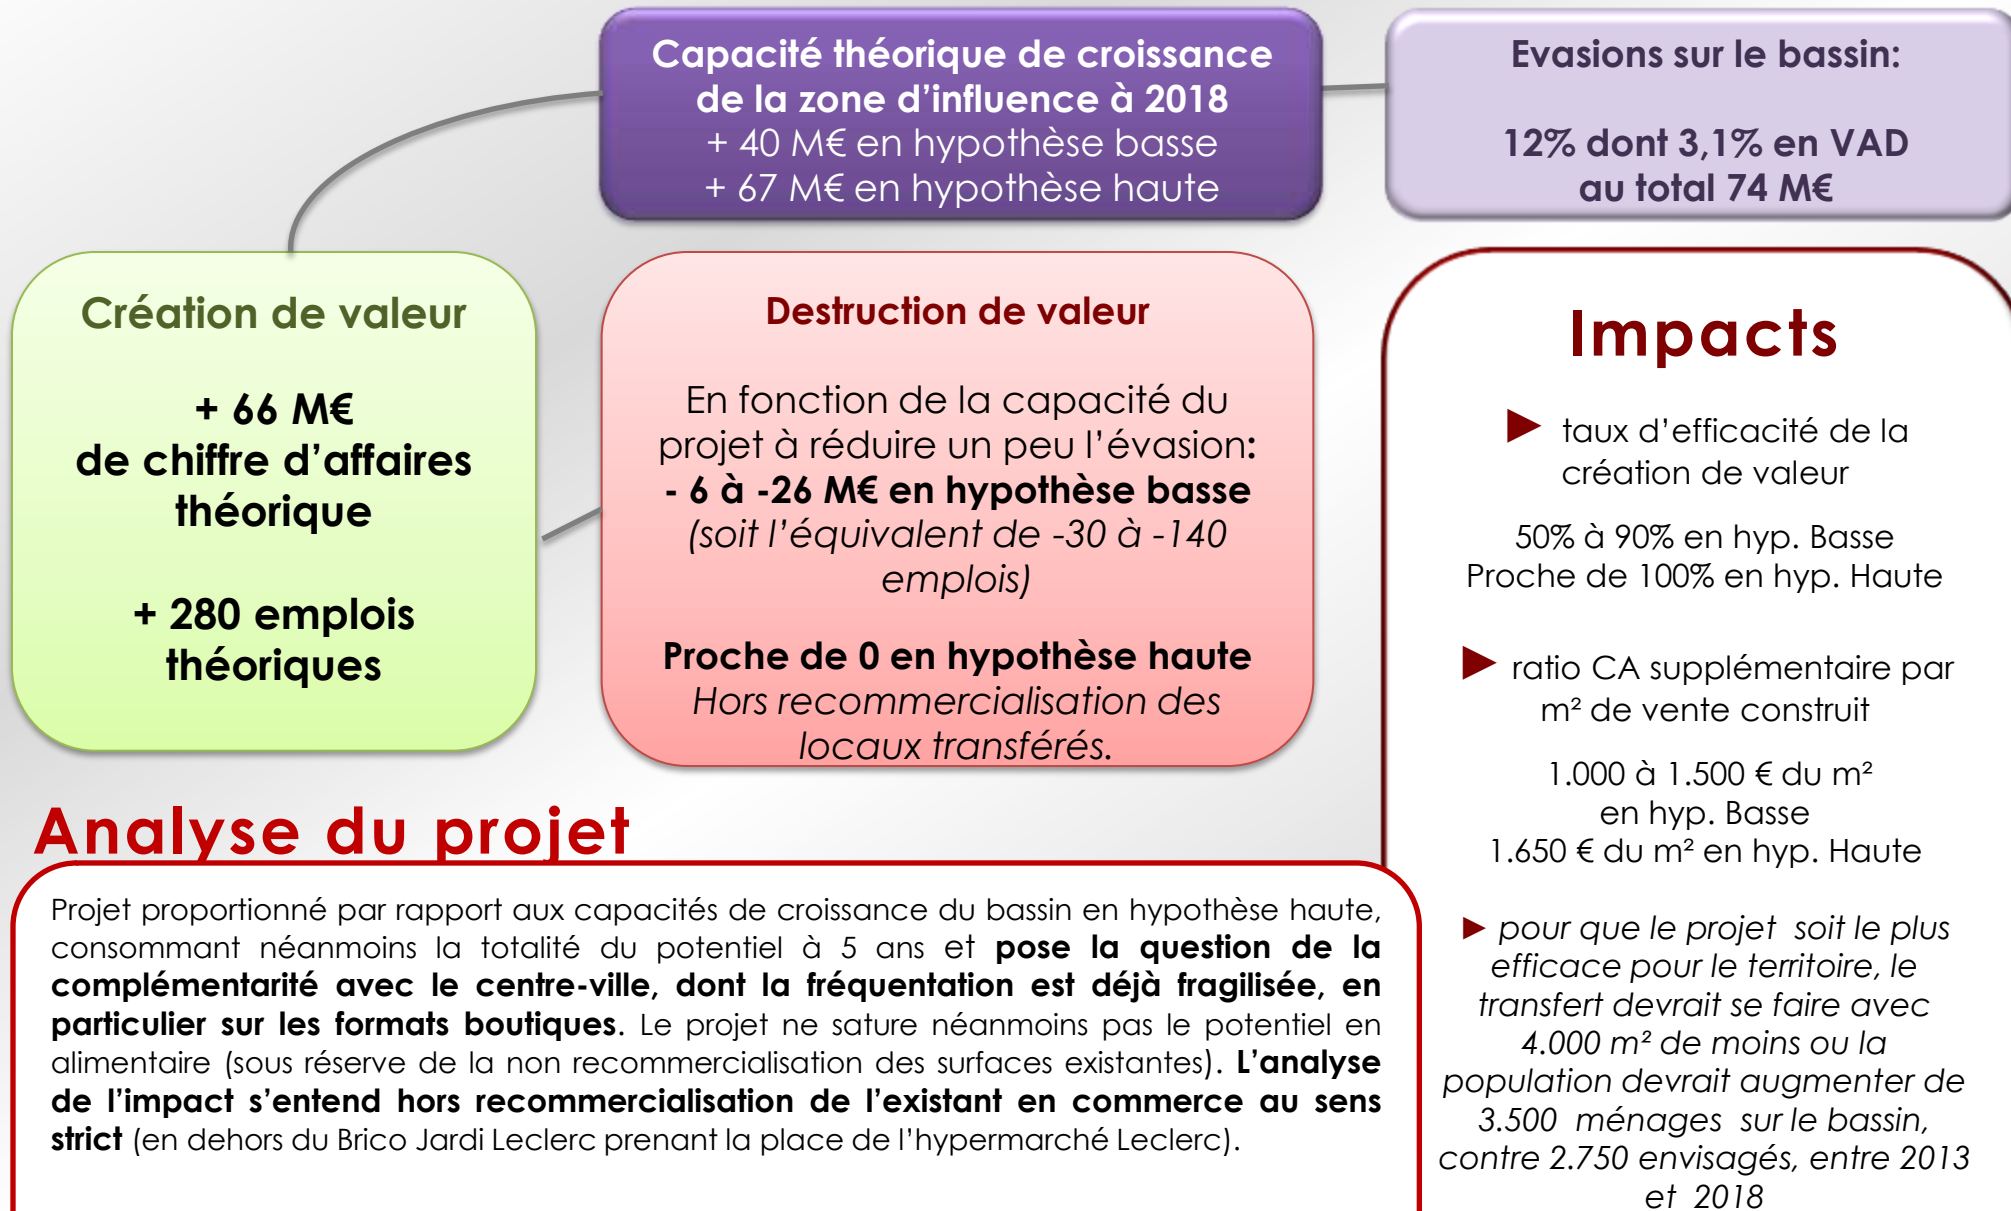 Capacité théorique de croissance
de la zone d’influence à 2018
+ 40 M€ en hypothèse basse
+ 67 M€ en hypothèse haute
Evasions sur le bassin:
12% dont 3,1% en VAD
au total 74 M€
Création de valeur
+ 66 M€
de chiffre d’affaires
théorique
+ 280 emplois
théoriques
Destruction de valeur
En fonction de la capacité du
projet à réduire un peu l’évasion:
- 6 à -26 M€ en hypothèse basse
(soit l’équivalent de -30 à -140
emplois)
Proche de 0 en hypothèse haute
Hors recommercialisation des
locaux transférés.
Impacts
► taux d’efficacité de la
création de valeur
50% à 90% en hyp. Basse
Proche de 100% en hyp. Haute
► ratio CA supplémentaire par
m² de vente construit
1.000 à 1.500 € du m²
en hyp. Basse
1.650 € du m² en hyp. Haute
► pour que le projet soit le plus
efficace pour le territoire, le
transfert devrait se faire avec
4.000 m² de moins ou la
population devrait augmenter de
3.500 ménages sur le bassin,
contre 2.750 envisagés, entre 2013
et 2018
Analyse du projet
Projet proportionné par rapport aux capacités de croissance du bassin en hypothèse haute,
consommant néanmoins la totalité du potentiel à 5 ans et pose la question de la
complémentarité avec le centre-ville, dont la fréquentation est déjà fragilisée, en
particulier sur les formats boutiques. Le projet ne sature néanmoins pas le potentiel en
alimentaire (sous réserve de la non recommercialisation des surfaces existantes). L’analyse
de l’impact s’entend hors recommercialisation de l’existant en commerce au sens
strict (en dehors du Brico Jardi Leclerc prenant la place de l’hypermarché Leclerc).